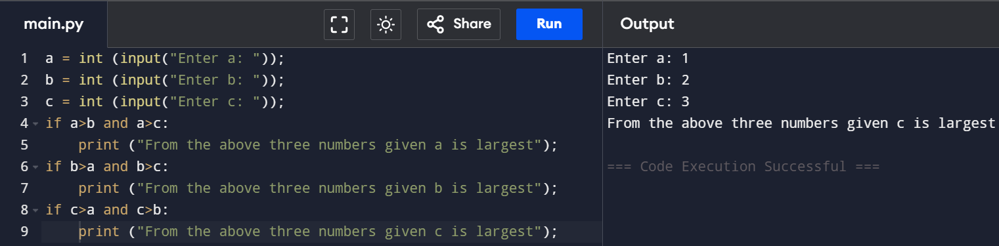 main.py
Share
Run
Output
1 a = int (input("Enter a: "));
2 b = int (input("Enter b: "));
3 c = int (input("Enter c: "));
4 if a>b and a>c:
5     print ("From the above three numbers given a is largest");
6 if b>a and b>c:
7     print ("From the above three numbers given b is largest");
8 if c>a and c>b:
9     print ("From the above three numbers given c is largest");
Enter a: 1
Enter b: 2
Enter c: 3
From the above three numbers given c is largest
=== Code Execution Successful ===